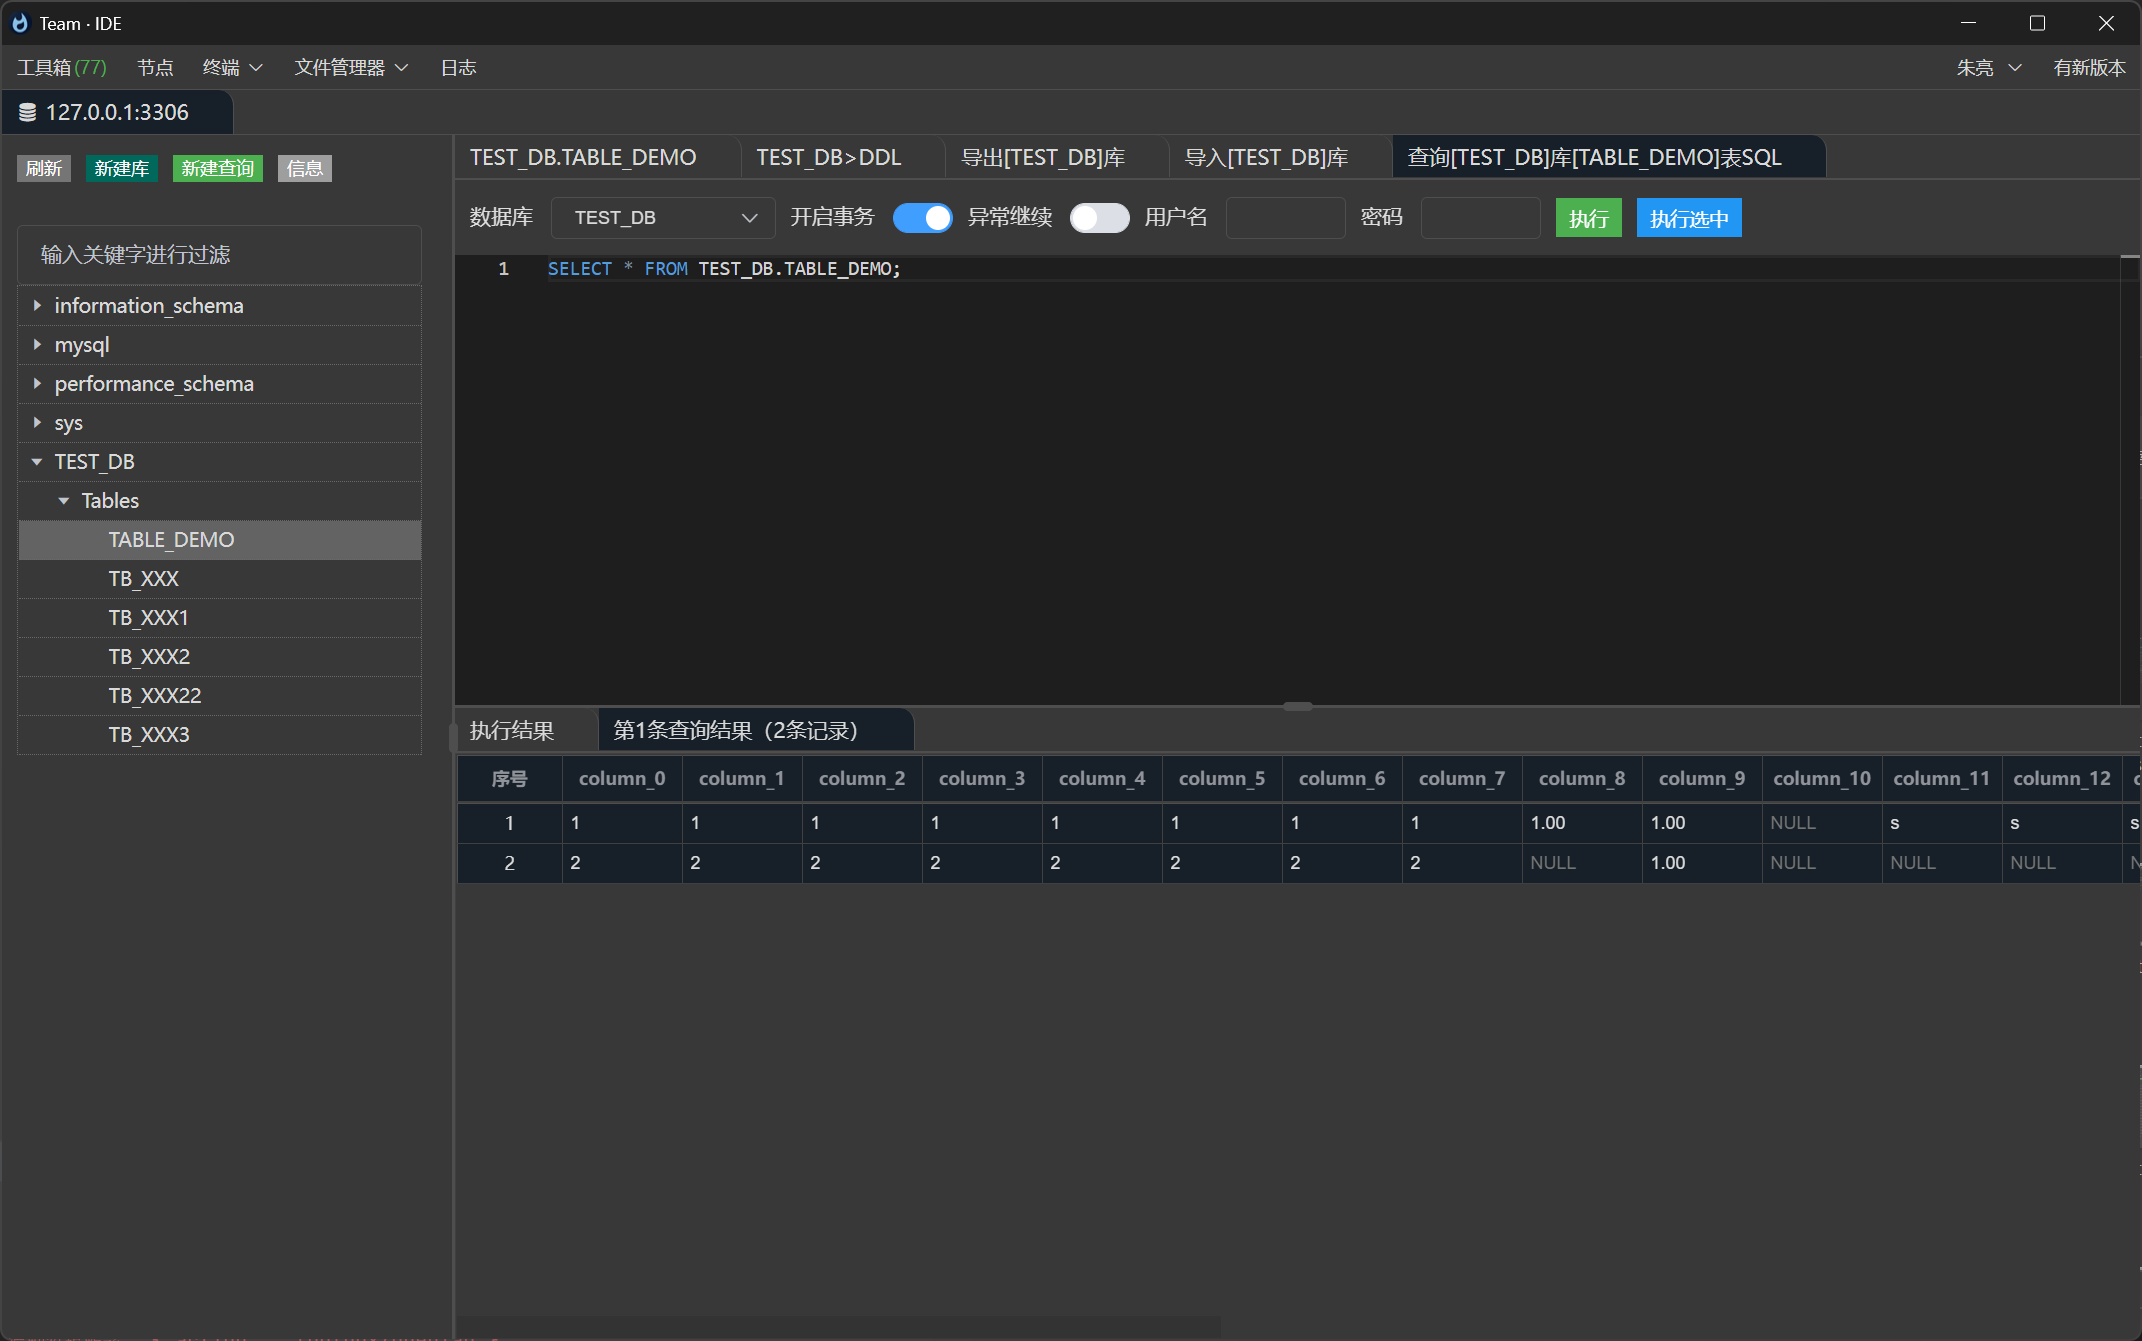 Team · IDE
工具箱(77) 节点 终端 文件管理器 日志 朱亮 有新版本
127.0.0.1:3306
刷新 新建库 新建查询 信息
输入关键字进行过滤
information_schema
mysql
performance_schema
sys
TEST_DB
Tables
TABLE_DEMO
TB_XXX
TB_XXX1
TB_XXX2
TB_XXX22
TB_XXX3
TEST_DB.TABLE_DEMO TEST_DB>DDL 导出[TEST_DB]库 导入[TEST_DB]库 查询[TEST_DB]库[TABLE_DEMO]表SQL
数据库 TEST_DB 开启事务 异常继续 用户名 密码 执行 执行选中
1 SELECT * FROM TEST_DB.TABLE_DEMO;
执行结果 第1条查询结果（2条记录）
序号 column_0 column_1 column_2 column_3 column_4 column_5 column_6 column_7 column_8 column_9 column_10 column_11 column_12
1 1 1 1 1 1 1 1 1 1.00 1.00 NULL s s s
2 2 2 2 2 2 2 2 2 NULL 1.00 NULL NULL NULL